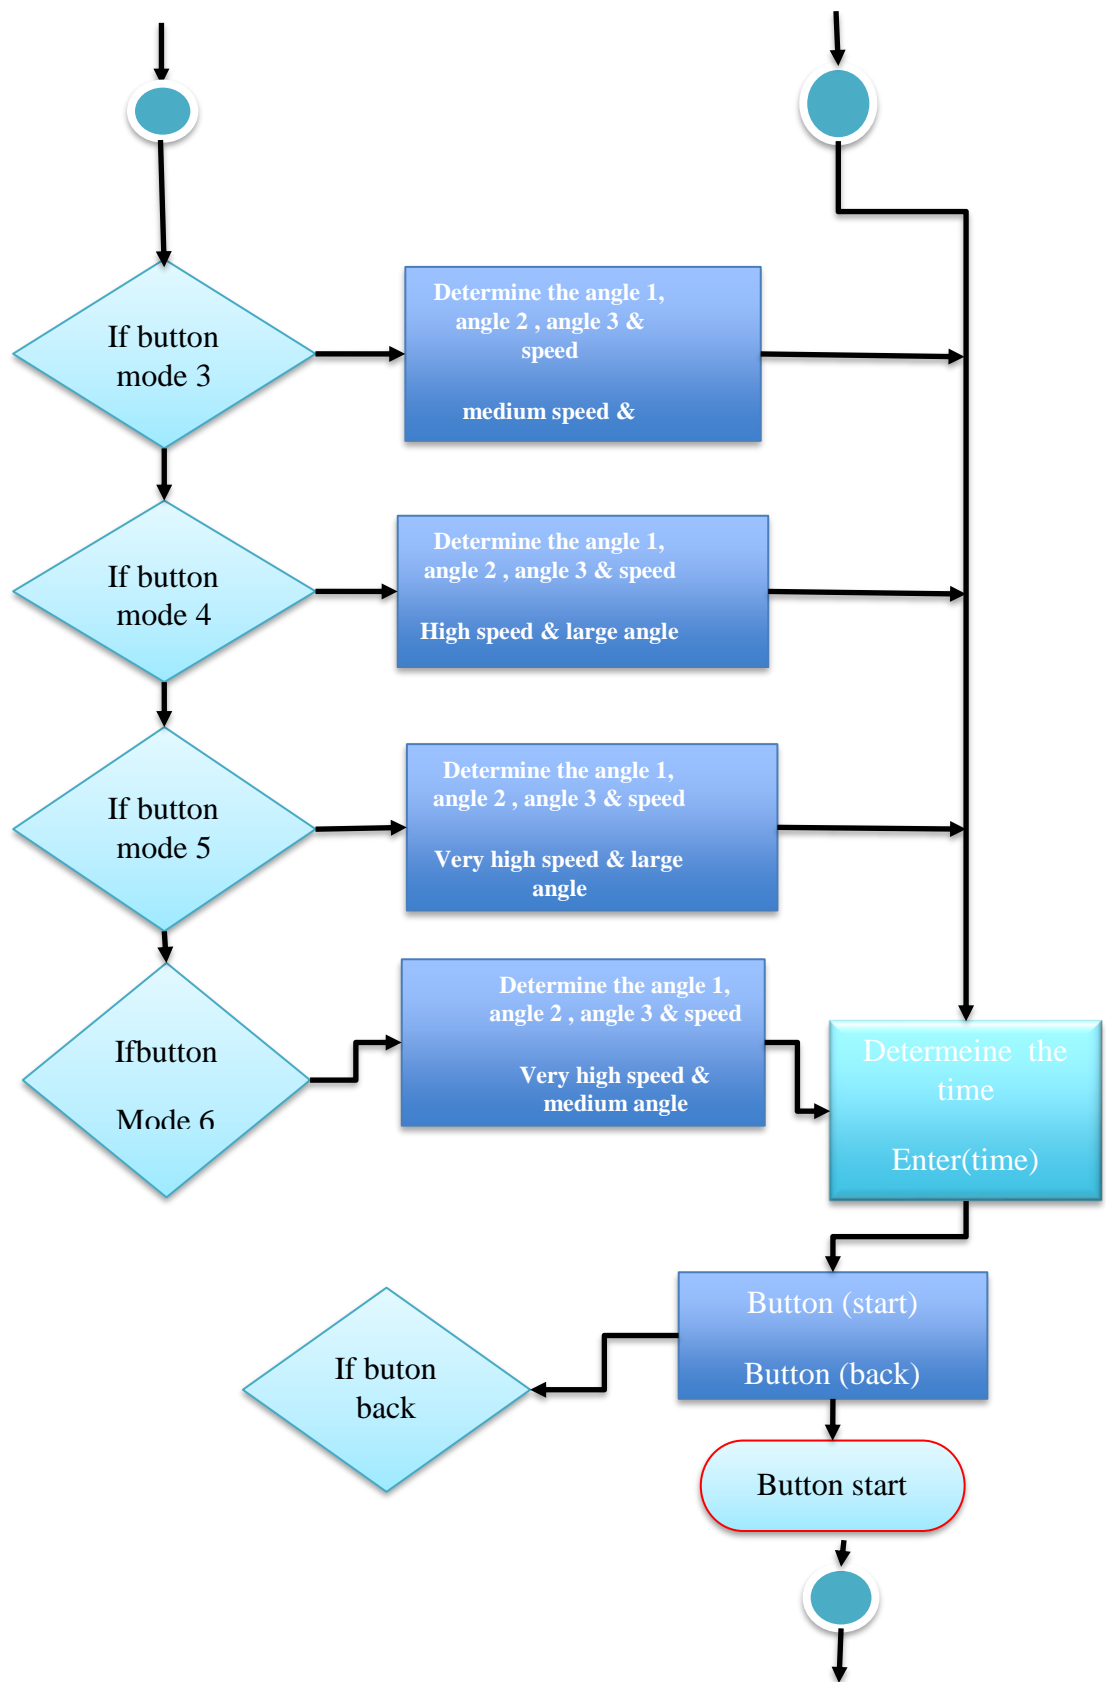 If button
mode 3
Determine the angle 1,
angle 2 , angle 3 &
speed
medium speed &
If button
mode 4
Determine the angle 1,
angle 2 , angle 3 & speed
High speed & large angle
If button
mode 5
Determine the angle 1,
angle 2 , angle 3 & speed
Very high speed & large
angle
Ifbutton
Mode 6
Determine the angle 1,
angle 2 , angle 3 & speed
Very high speed &
medium angle
Determeine the
time
Enter(time)
Button (start)
Button (back)
If buton
back
Button start